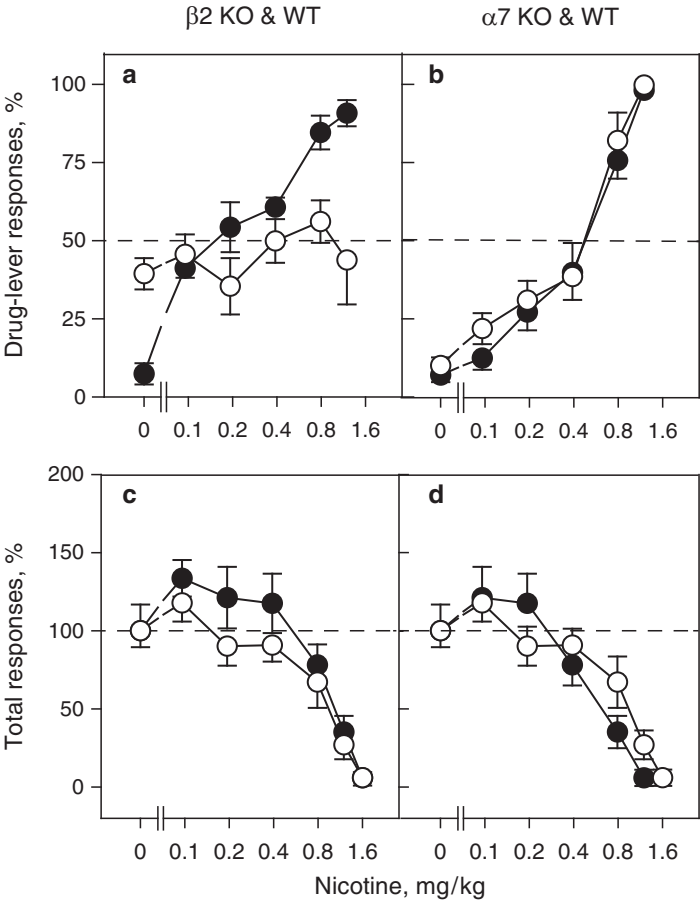 β2 KO & WT
α7 KO & WT
a
b
Drug-lever responses, %
100
75
50
25
0
0 0.1 0.2 0.4 0.8 1.6
0 0.1 0.2 0.4 0.8 1.6
c
d
Total responses, %
200
150
100
50
0
0 0.1 0.2 0.4 0.8 1.6
0 0.1 0.2 0.4 0.8 1.6
Nicotine, mg/kg